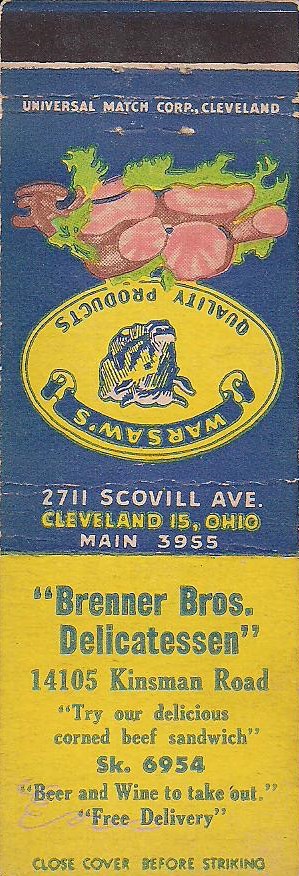 UNIVERSAL MATCH CORP., CLEVELAND
QUALITY PRODUCTS
WARSAW'S
2711 SCOVILL AVE.
CLEVELAND 15, OHIO
MAIN 3955
"Brenner Bros.
Delicatessen"
14105 Kinsman Road
"Try our delicious
corned beef sandwich"
Sk. 6954
"Beer and Wine to take out."
"Free Delivery"
CLOSE COVER BEFORE STRIKING